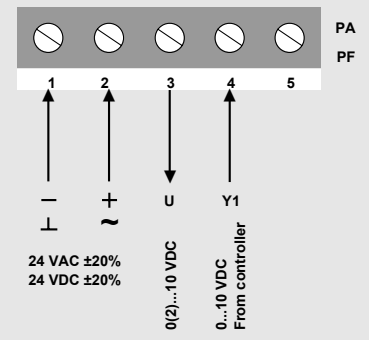 PA
PF
1 2 3 4 5
− + U Y1
⊥ ~
24 VAC ±20%
24 VDC ±20%
0(2)...10 VDC
0...10 VDC
From controller